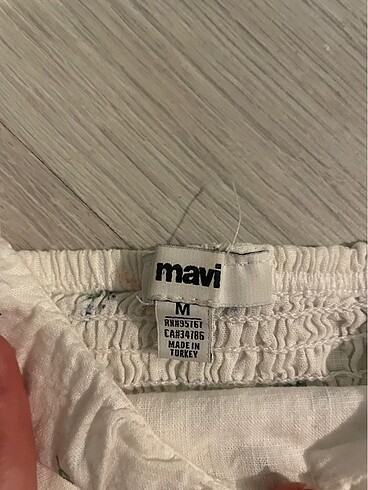 mavi
M
RN#95761
CA#34786
MADE IN
TURKEY